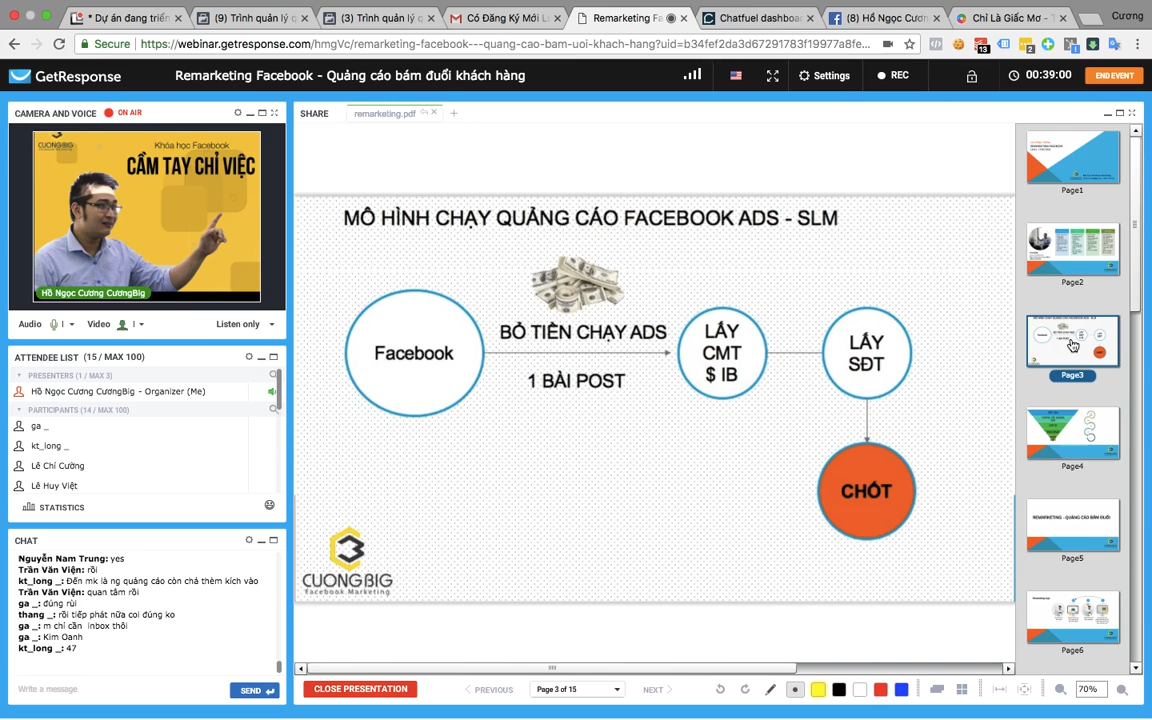 * Dự án đang triển
(9) Trình quản lý q
(3) Trình quản lý q
Có Đăng Ký Mới L
Remarketing Fa
Chatfuel dashboa
(8) Hồ Ngọc Cươn
Chỉ Là Giấc Mơ - T
Cương
Secure
https://webinar.getresponse.com/hmgVc/remarketing-facebook---quang-cao-bam-uoi-khach-hang?uid=b34fef2da3d67291783f19977a8fe...
13
2
1
GetResponse
Remarketing Facebook - Quảng cáo bám đuổi khách hàng
Settings
REC
00:39:00
END EVENT
CAMERA AND VOICE
ON AIR
SHARE
remarketing.pdf
CUONGBIG
Khóa học Facebook
CẦM TAY CHỈ VIỆC
Hồ Ngọc Cương CươngBig
Audio
Video
Listen only
ATTENDEE LIST (15 / MAX 100)
PRESENTERS (1 / MAX 3)
Hồ Ngọc Cương CươngBig - Organizer (Me)
PARTICIPANTS (14 / MAX 100)
ga _
kt_long _
Lê Chí Cường
Lê Huy Việt
STATISTICS
CHAT
Nguyễn Nam Trung: yes
Trần Văn Viện: rồi
kt_long _: Đến mk là ng quảng cáo còn chả thèm kích vào
Trần Văn Viện: quan tâm rồi
ga _: đúng rùi
thang _: rồi tiếp phát nữa coi đúng ko
ga _: m chỉ cần inbox thôi
ga _: Kim Oanh
kt_long _: 47
Write a message
SEND
MÔ HÌNH CHẠY QUẢNG CÁO FACEBOOK ADS - SLM
Facebook
BỎ TIỀN CHẠY ADS
1 BÀI POST
LẤY
CMT
$ IB
LẤY
SĐT
CHỐT
CUONGBIG
Facebook Marketing
Page1
Page2
Page3
Page4
REMARKETING - QUẢNG CÁO BÁM ĐUỔI
Page5
Page6
CLOSE PRESENTATION
PREVIOUS
Page 3 of 15
NEXT
70%